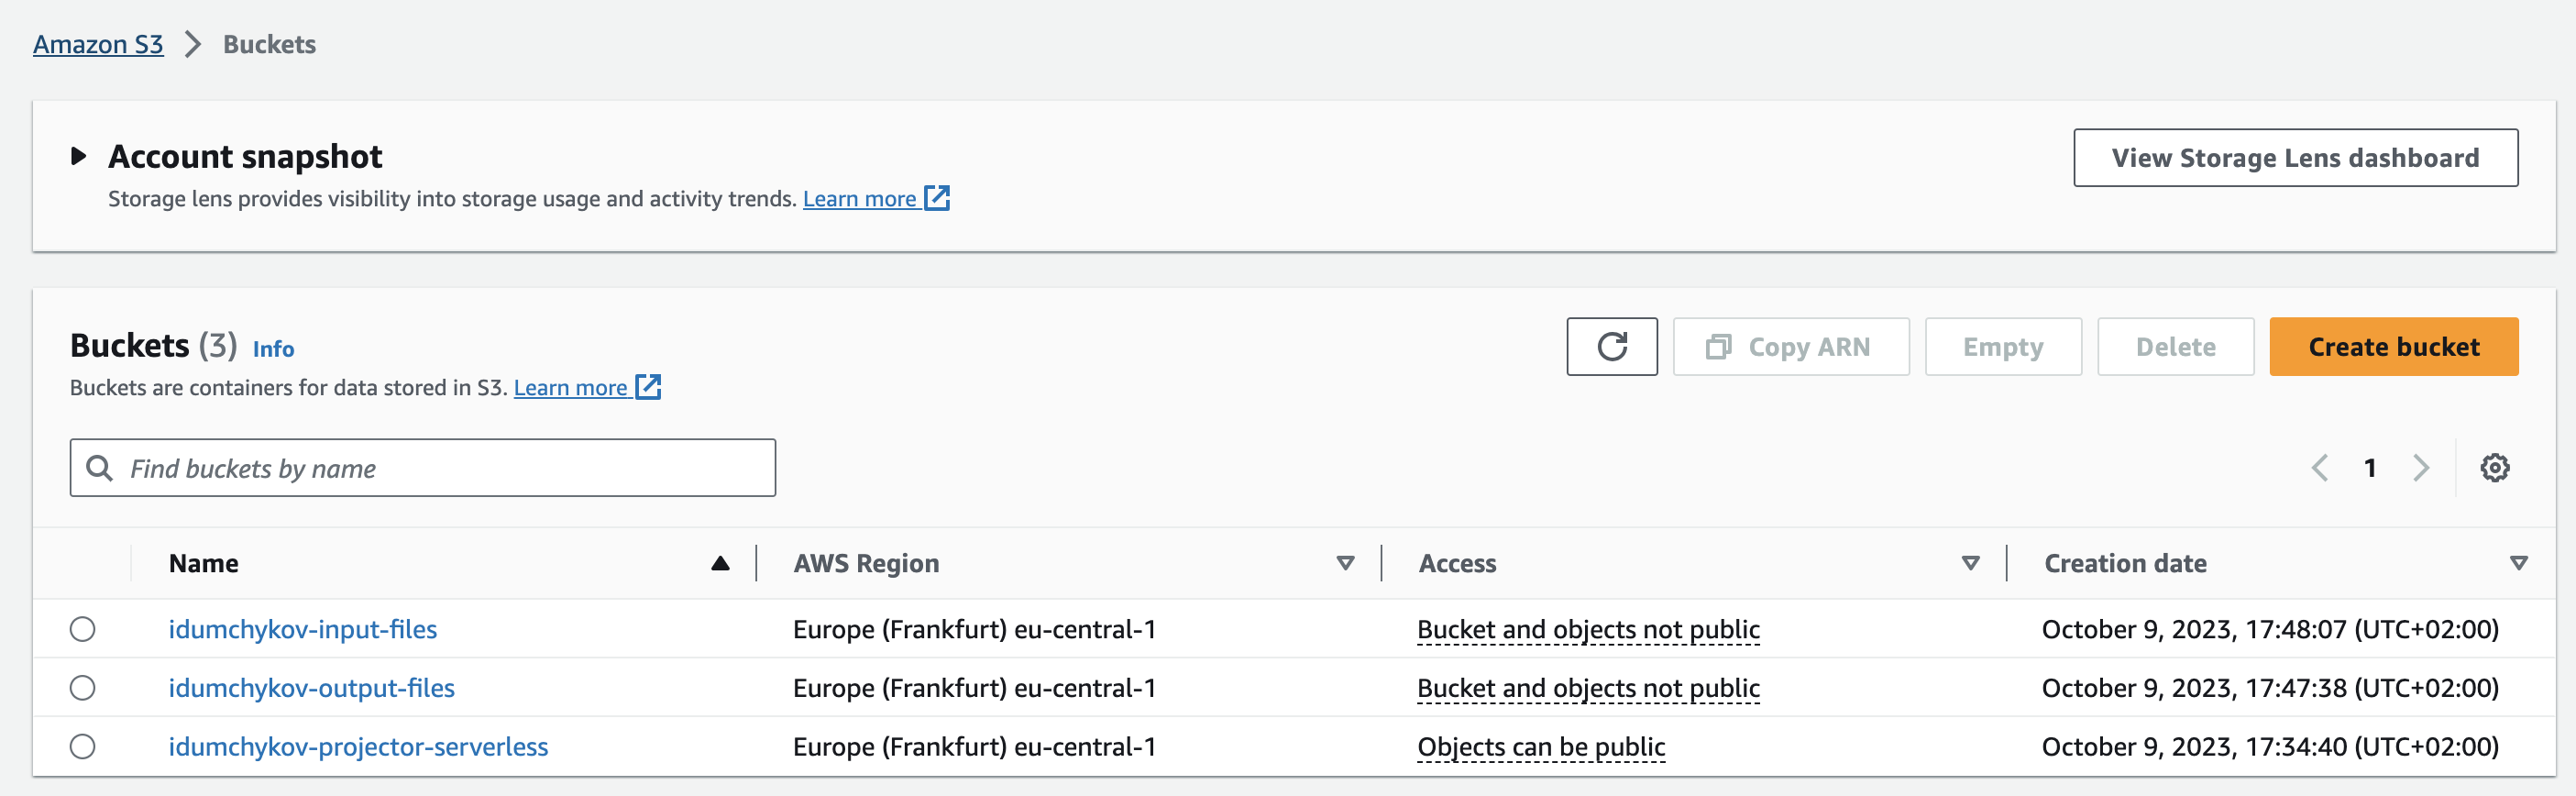 Amazon S3 > Buckets
Account snapshot
View Storage Lens dashboard
Storage lens provides visibility into storage usage and activity trends. Learn more
Buckets (3) Info
Copy ARN Empty Delete Create bucket
Buckets are containers for data stored in S3. Learn more
Find buckets by name
1
Name AWS Region Access Creation date
idumchykov-input-files Europe (Frankfurt) eu-central-1 Bucket and objects not public October 9, 2023, 17:48:07 (UTC+02:00)
idumchykov-output-files Europe (Frankfurt) eu-central-1 Bucket and objects not public October 9, 2023, 17:47:38 (UTC+02:00)
idumchykov-projector-serverless Europe (Frankfurt) eu-central-1 Objects can be public October 9, 2023, 17:34:40 (UTC+02:00)